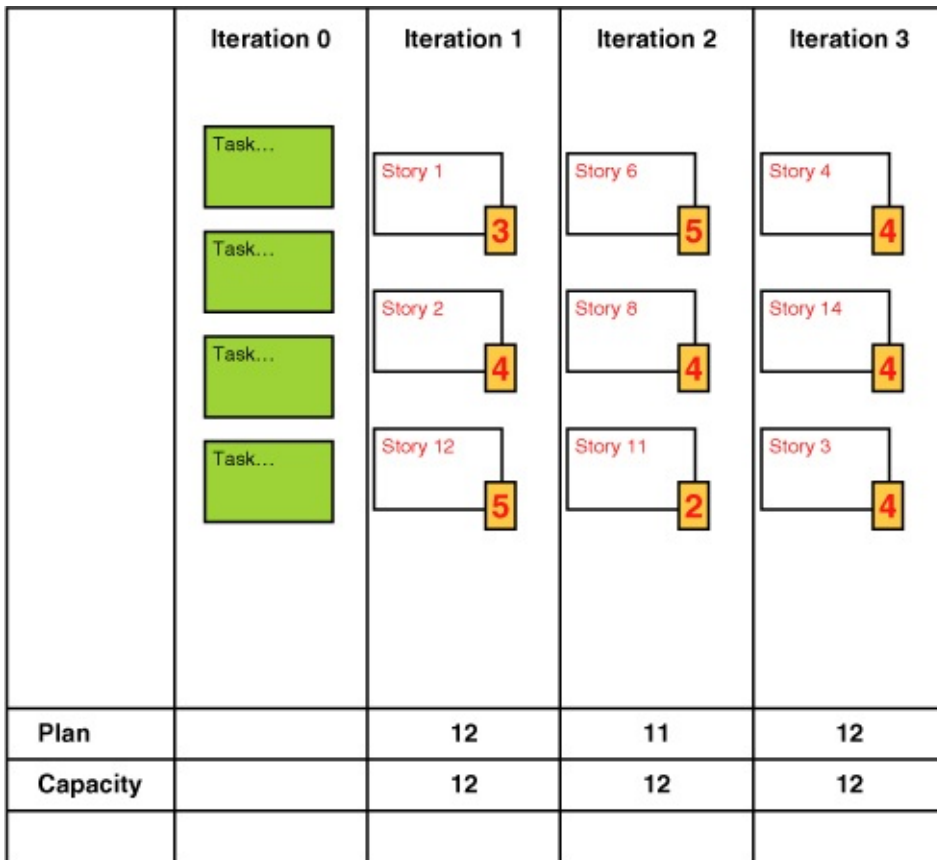 Iteration 0 Iteration 1 Iteration 2 Iteration 3
Task...
Story 1 Story 6 Story 4
3 5 4
Task...
Story 2 Story 8 Story 14
Task...
4 4 4
Story 12 Story 11 Story 3
Task...
5 2 4
Plan 12 11 12
Capacity 12 12 12